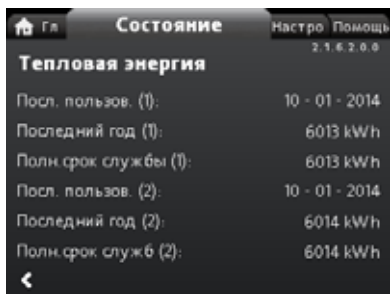 Гл Состояние Настро Помощь
2.1.6.2.0.0
Тепловая энергия
Посл. пользов. (1): 10 - 01 - 2014
Последний год (1): 6013 kWh
Полн.срок службы (1): 6013 kWh
Посл. пользов. (2): 10 - 01 - 2014
Последний год (2): 6014 kWh
Полн.срок служб (2): 6014 kWh